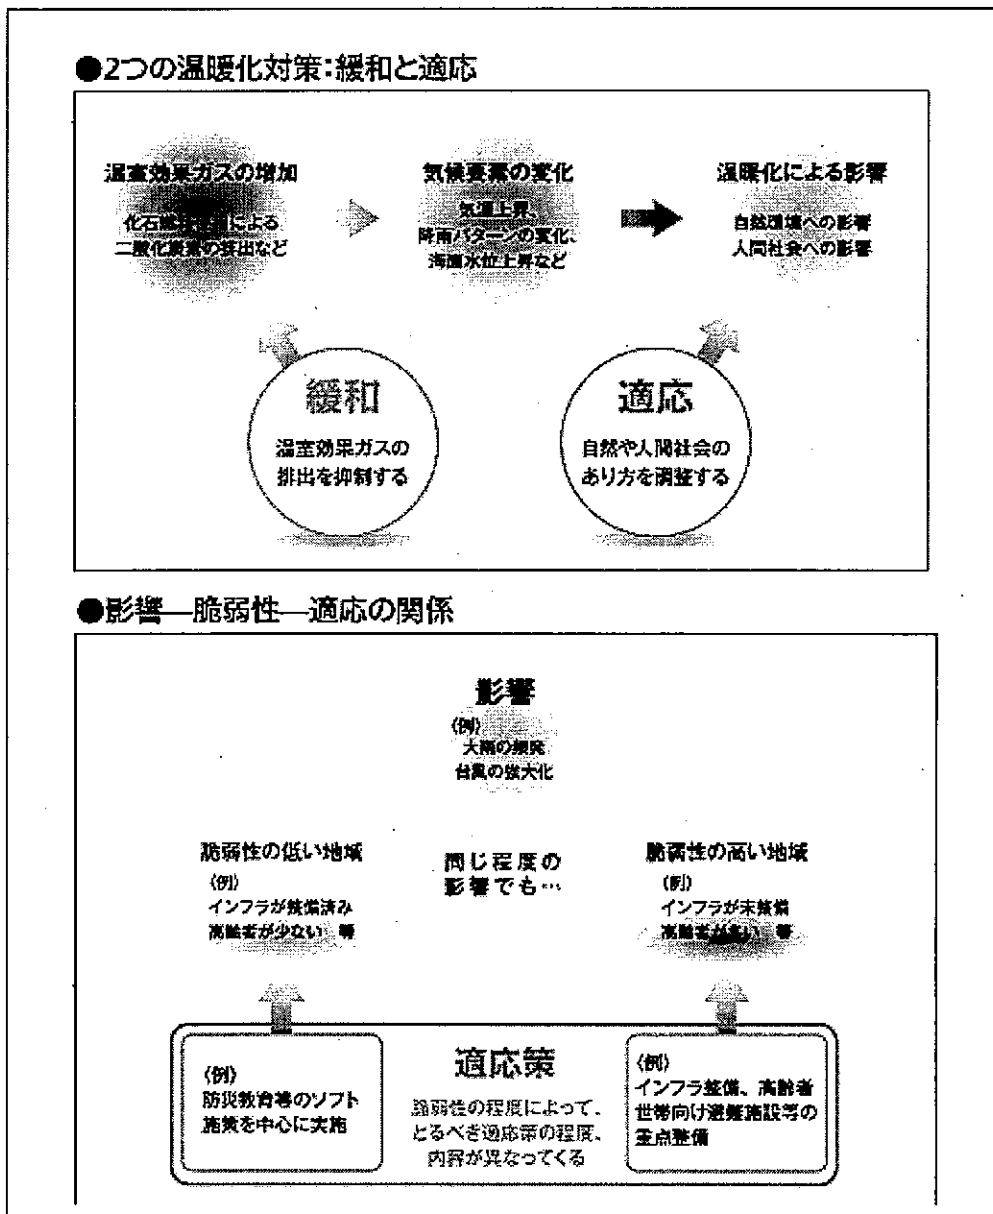 ●2つの温暖化対策:緩和と適応
温室効果ガスの増加
化石燃料使用による
二酸化炭素の排出など
気候要素の変化
気温上昇、
降雨パターンの変化、
海面水位上昇など
温暖化による影響
自然環境への影響
人間社会への影響
緩和
温室効果ガスの
排出を抑制する
適応
自然や人間社会の
あり方を調整する
●影響―脆弱性―適応の関係
影響
(例)
大雨の頻発
台風の強大化
脆弱性の低い地域
(例)
インフラが整備済み
高齢者が少ない 等
同じ程度の
影響でも…
脆弱性の高い地域
(例)
インフラが未整備
高齢者が多い 等
(例)
防災教育等のソフト
施策を中心に実施
適応策
脆弱性の程度によって、
とるべき適応策の程度、
内容が異なってくる
(例)
インフラ整備、高齢者
世帯向け避難施設等の
重点整備